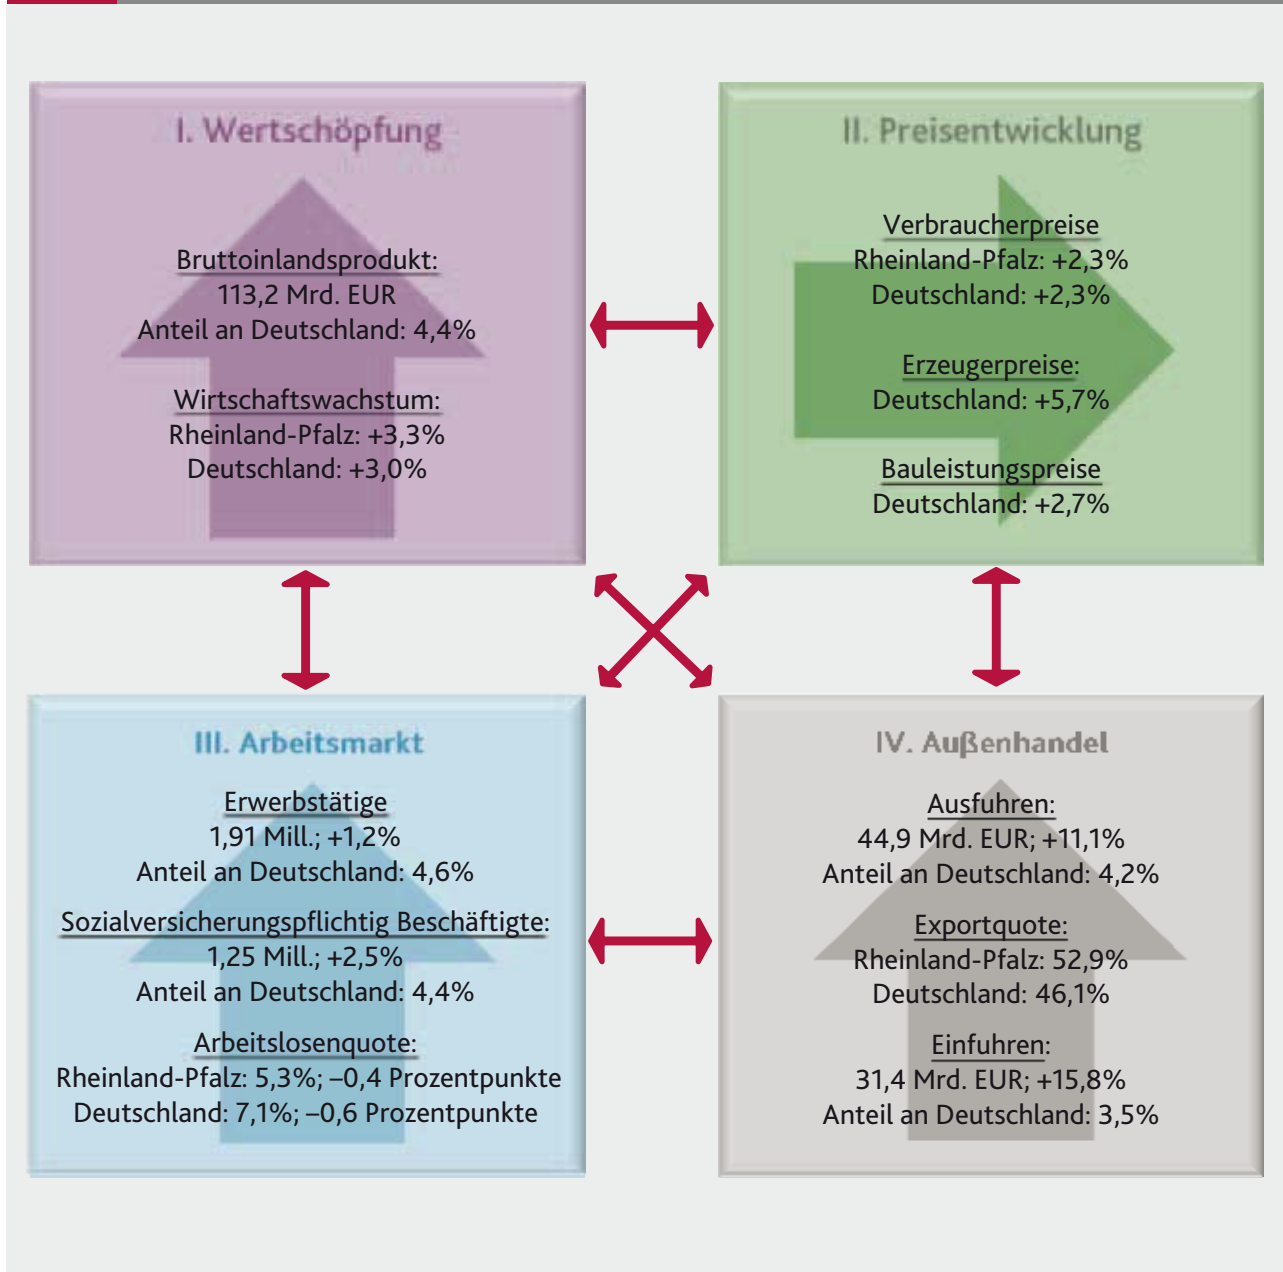 I. Wertschöpfung
Bruttoinlandsprodukt:
113,2 Mrd. EUR
Anteil an Deutschland: 4,4%
Wirtschaftswachstum:
Rheinland-Pfalz: +3,3%
Deutschland: +3,0%
II. Preisentwicklung
Verbraucherpreise
Rheinland-Pfalz: +2,3%
Deutschland: +2,3%
Erzeugerpreise:
Deutschland: +5,7%
Bauleistungspreise
Deutschland: +2,7%
III. Arbeitsmarkt
Erwerbstätige
1,91 Mill.; +1,2%
Anteil an Deutschland: 4,6%
Sozialversicherungspflichtig Beschäftigte:
1,25 Mill.; +2,5%
Anteil an Deutschland: 4,4%
Arbeitslosenquote:
Rheinland-Pfalz: 5,3%; –0,4 Prozentpunkte
Deutschland: 7,1%; –0,6 Prozentpunkte
IV. Außenhandel
Ausfuhren:
44,9 Mrd. EUR; +11,1%
Anteil an Deutschland: 4,2%
Exportquote:
Rheinland-Pfalz: 52,9%
Deutschland: 46,1%
Einfuhren:
31,4 Mrd. EUR; +15,8%
Anteil an Deutschland: 3,5%